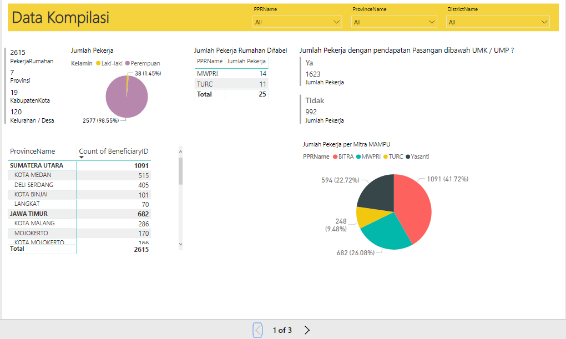 Data Kompilasi
PPRName
All
ProvinceName
All
DistrictName
All
2615
PekerjaRumahan
7
Provinsi
19
KabupatenKota
120
Kelurahan / Desa
Jumlah Pekerja
Kelamin Laki-laki Perempuan
38 (1.45%)
2577 (98.55%)
Jumlah Pekerja Rumahan Difabel
PPRName Jumlah Pekerja
MWPRI 14
TURC 11
Total 25
Jumlah Pekerja dengan pendapatan Pasangan dibawah UMK / UMP ?
Ya
1623
Jumlah Pekerja
Tidak
992
Jumlah Pekerja
ProvinceName Count of BeneficiaryID
SUMATERA UTARA 1091
KOTA MEDAN 515
DELI SERDANG 405
KOTA BINJAI 101
LANGKAT 70
JAWA TIMUR 682
KOTA MALANG 286
MOJOKERTO 170
KOTA MOJOKERTO 166
Total 2615
Jumlah Pekerja per Mitra MAMPU
PPRName BITRA MWPRI TURC Yasanti
594 (22.72%)
1091 (41.72%)
248
(9.48%)
682 (26.08%)
1 of 3